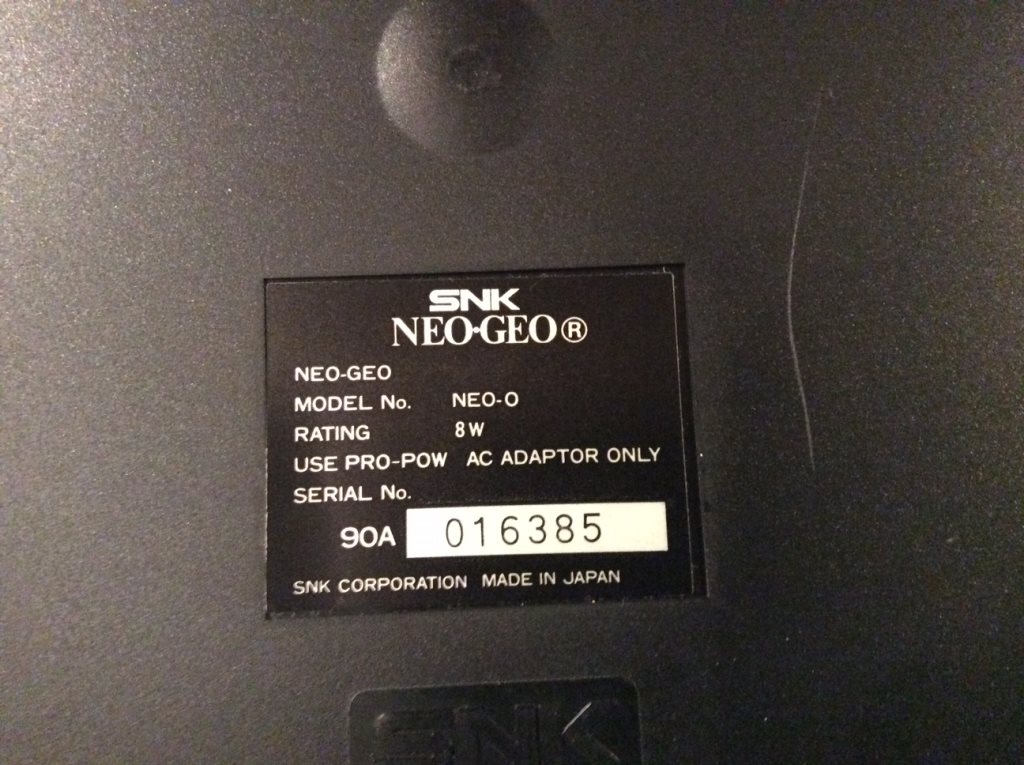 SNK
NEO•GEO®
NEO-GEO
MODEL No. NEO-O
RATING 8W
USE PRO-POW AC ADAPTOR ONLY
SERIAL No.
90A 016385
SNK CORPORATION MADE IN JAPAN
SNK